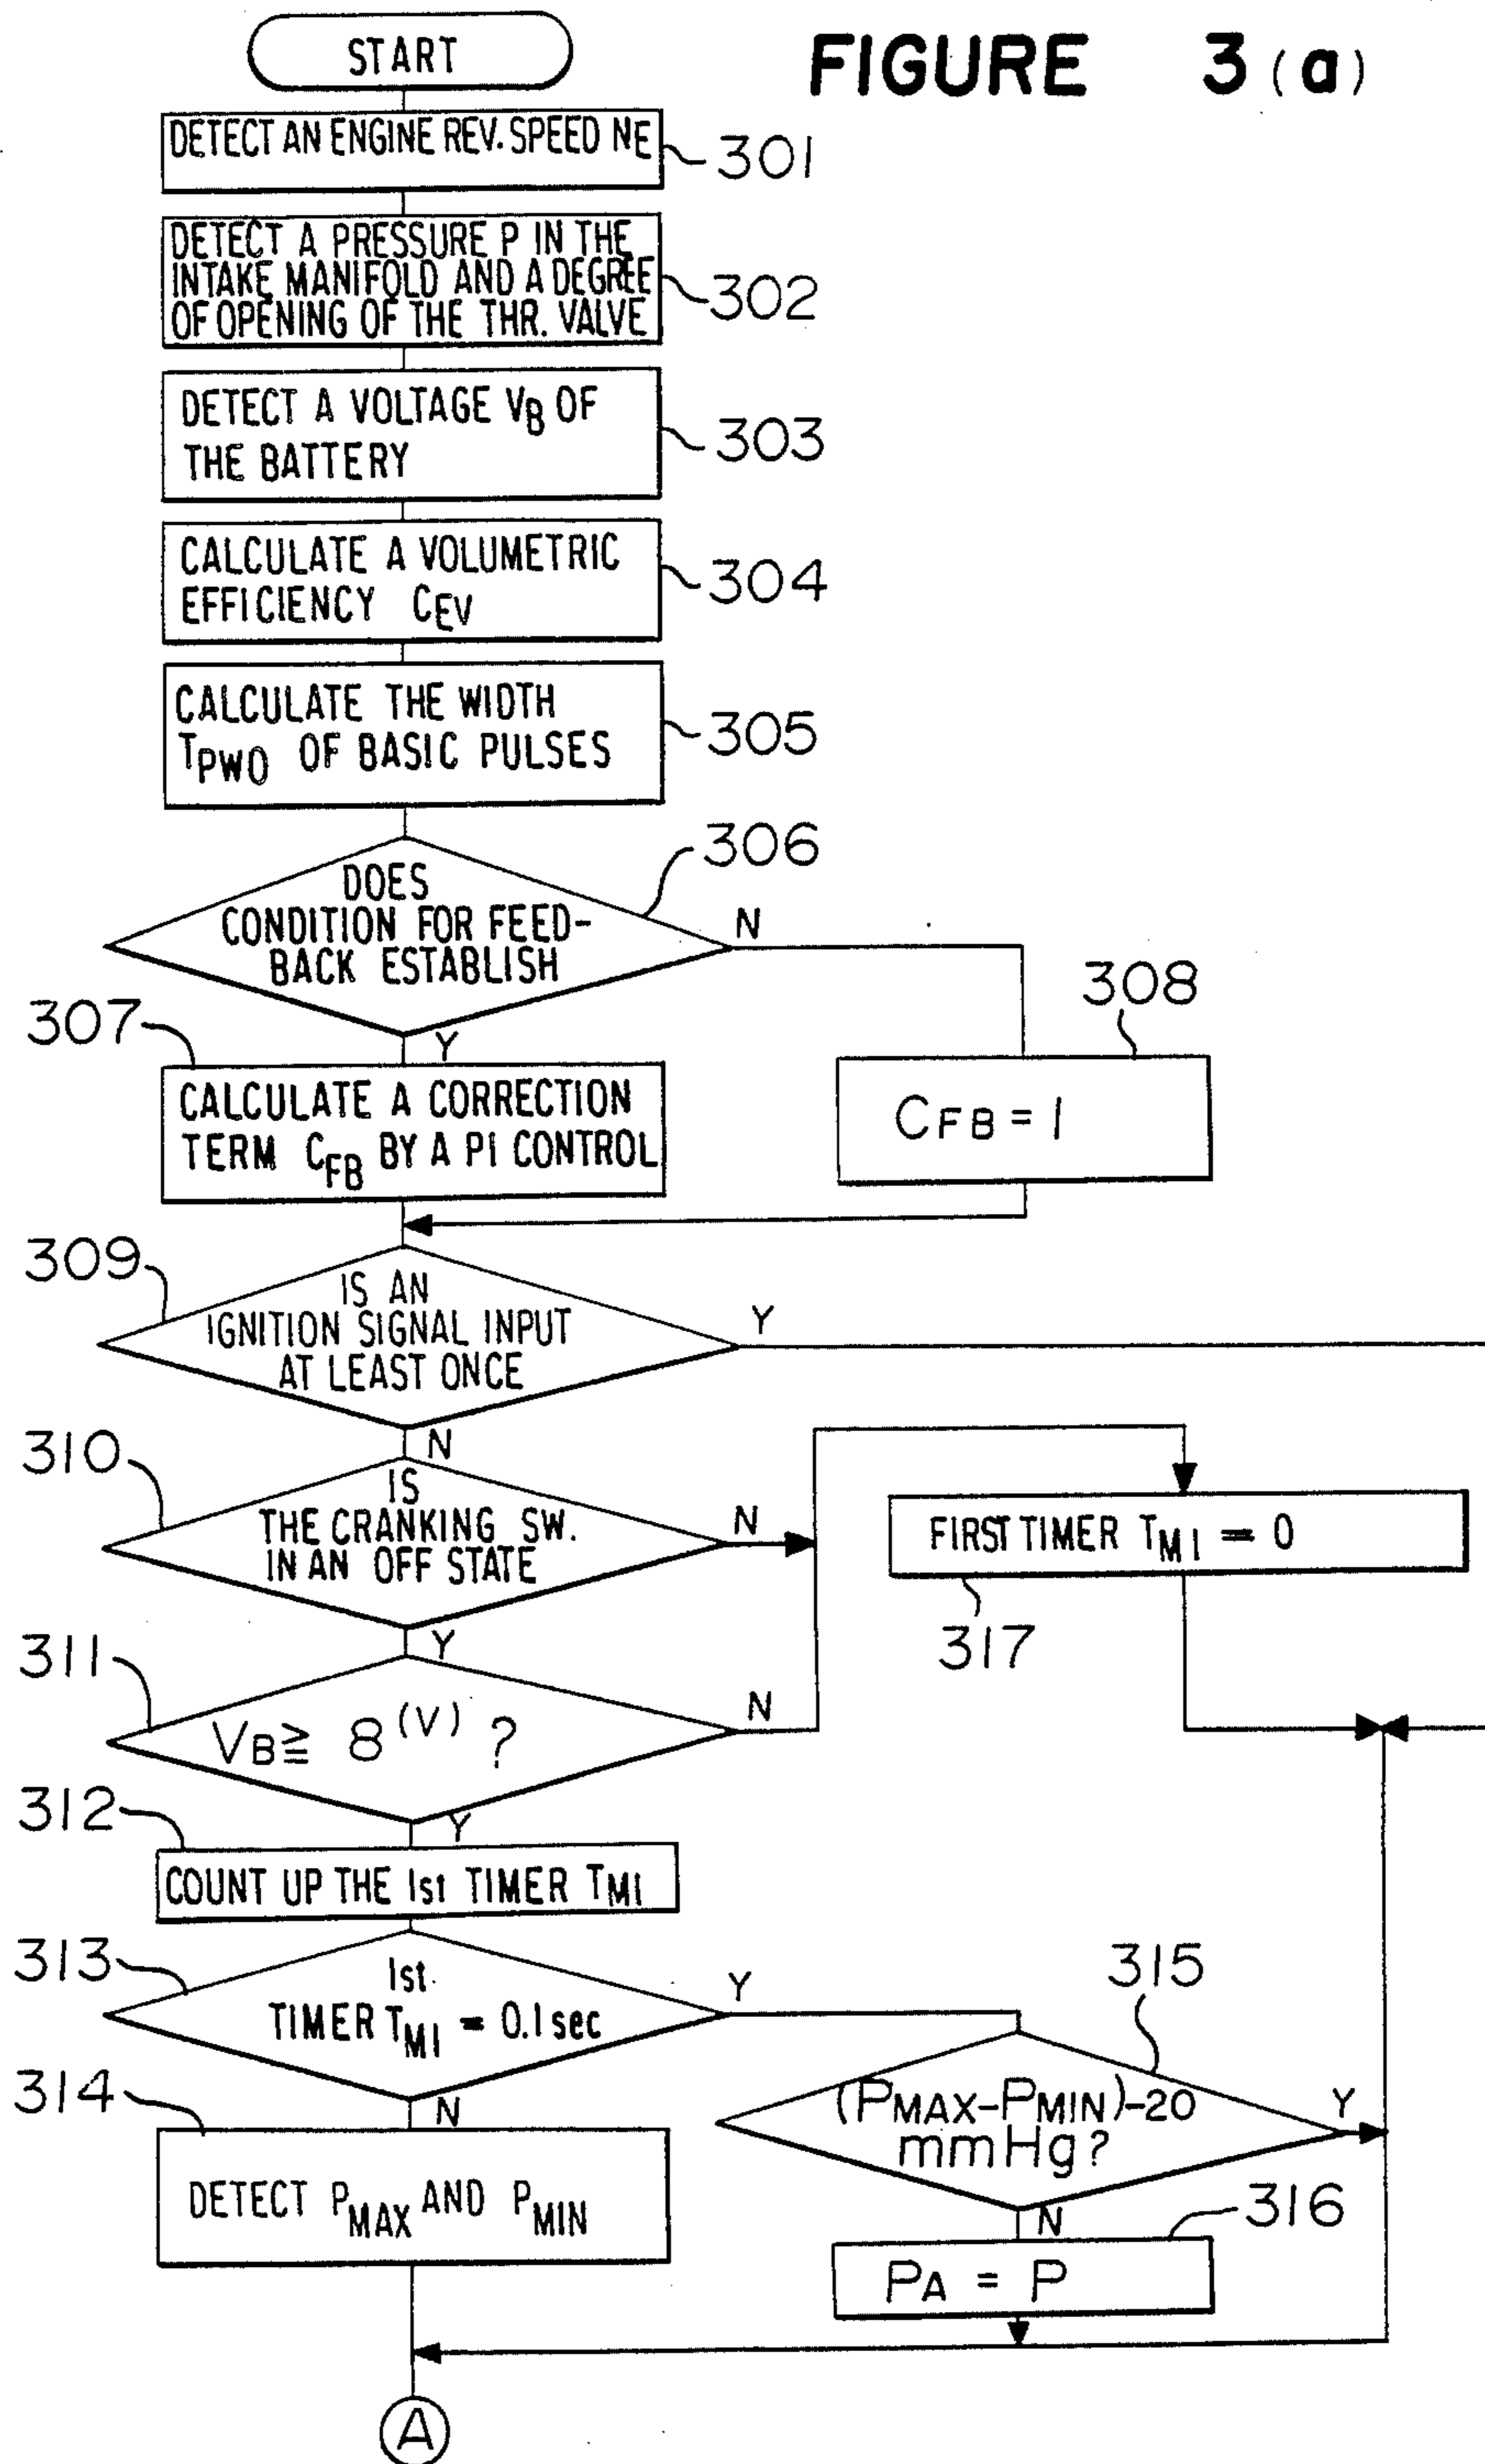 START
FIGURE 3 (a)
DETECT AN ENGINE REV. SPEED NE
301
DETECT A PRESSURE P IN THE
INTAKE MANIFOLD AND A DEGREE
OF OPENING OF THE THR. VALVE
302
DETECT A VOLTAGE VB OF
THE BATTERY
303
CALCULATE A VOLUMETRIC
EFFICIENCY CEV
304
CALCULATE THE WIDTH
TPWO OF BASIC PULSES
305
306
DOES
CONDITION FOR FEED-
BACK ESTABLISH
N
Y
307
CALCULATE A CORRECTION
TERM CFB BY A PI CONTROL
308
CFB = 1
309
IS AN
IGNITION SIGNAL INPUT
AT LEAST ONCE
Y
N
310
IS
THE CRANKING SW.
IN AN OFF STATE
N
Y
FIRST TIMER TM1 = 0
317
311
VB ≧ 8 (V) ?
N
Y
312
COUNT UP THE 1st TIMER TM1
313
1st
TIMER TM1 = 0.1 sec
Y
N
315
(PMAX-PMIN)-20
mmHg?
Y
N
314
DETECT PMAX AND PMIN
316
PA = P
A